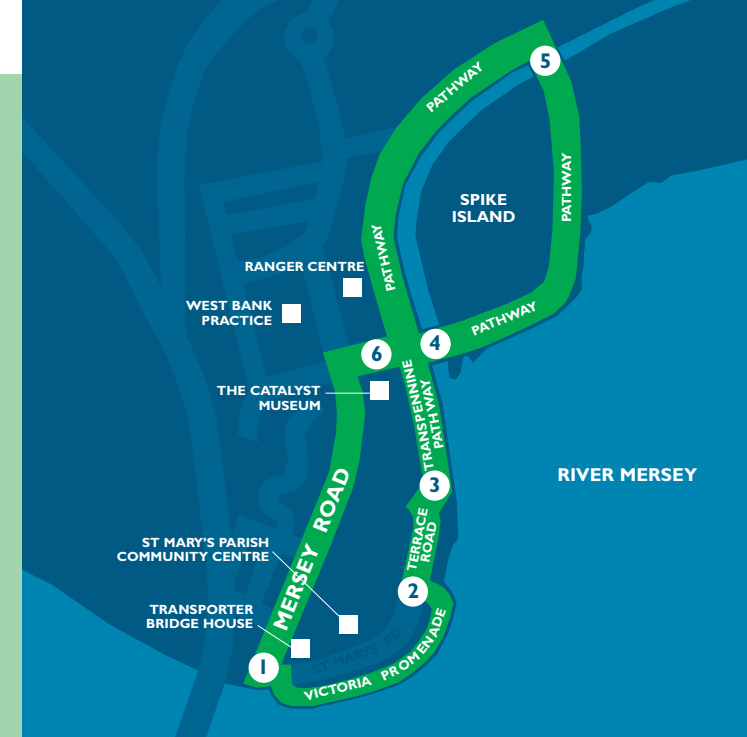 5
PATHWAY
PATHWAY
SPIKE
ISLAND
PATHWAY
RANGER CENTRE
WEST BANK
PRACTICE
PATHWAY
4
6
THE CATALYST
MUSEUM
TRANSPENNINE
PATHWAY
RIVER MERSEY
3
MERSEY ROAD
TERRACE
ROAD
ST MARY'S PARISH
COMMUNITY CENTRE
2
TRANSPORTER
BRIDGE HOUSE
ST MARYS RD
1
VICTORIA PROMENADE